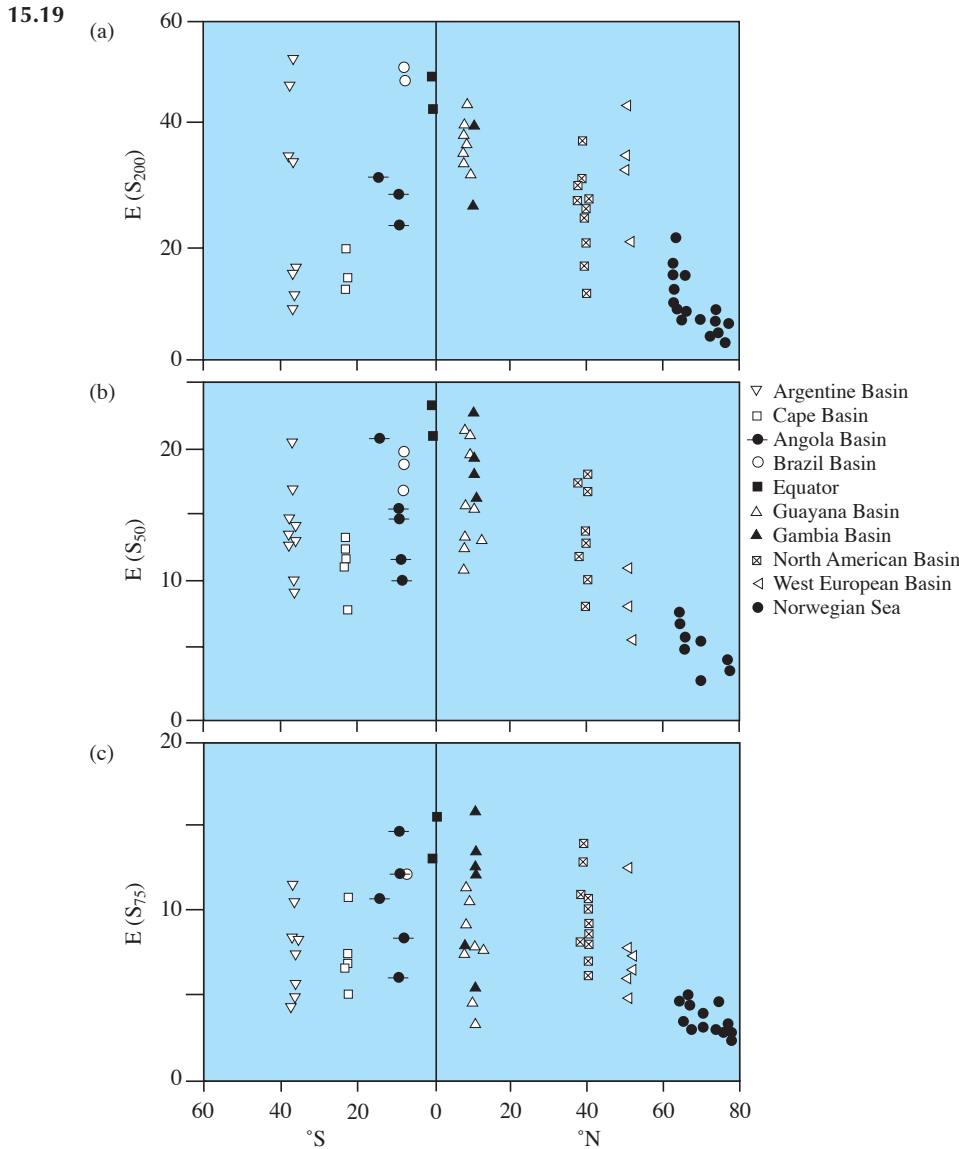 15.19
(a)
60
40
20
0
E (S200)
(b)
20
10
0
E (S50)
Argentine Basin
Cape Basin
Angola Basin
Brazil Basin
Equator
Guayana Basin
Gambia Basin
North American Basin
West European Basin
Norwegian Sea
(c)
20
10
0
E (S75)
60 40 20 0 20 40 60 80
°S °N